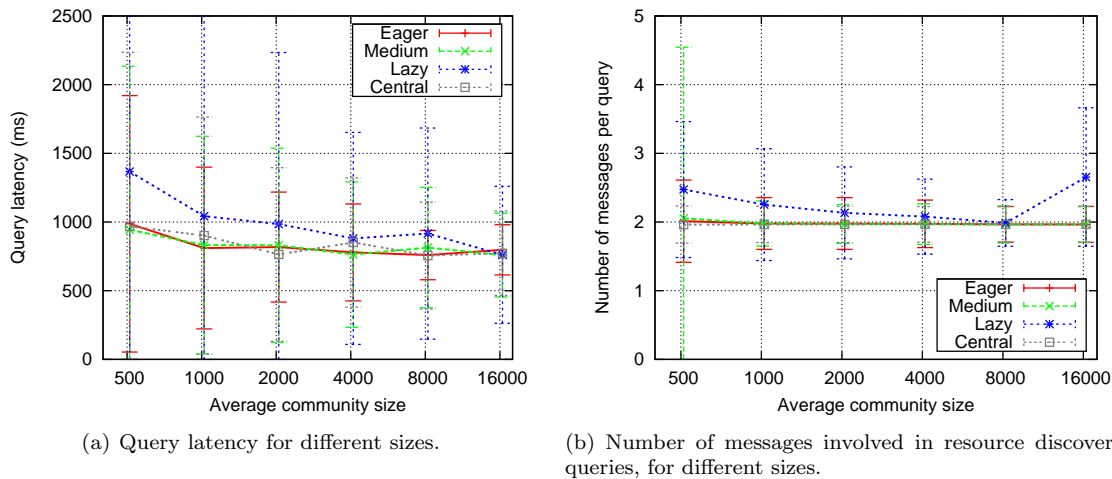 2500
2000
1500
1000
500
0
Query latency (ms)
Eager
Medium
Lazy
Central
500 1000 2000 4000 8000 16000
Average community size
(a) Query latency for different sizes.
5
4
3
2
1
0
Number of messages per query
Eager
Medium
Lazy
Central
500 1000 2000 4000 8000 16000
Average community size
(b) Number of messages involved in resource discover
queries, for different sizes.